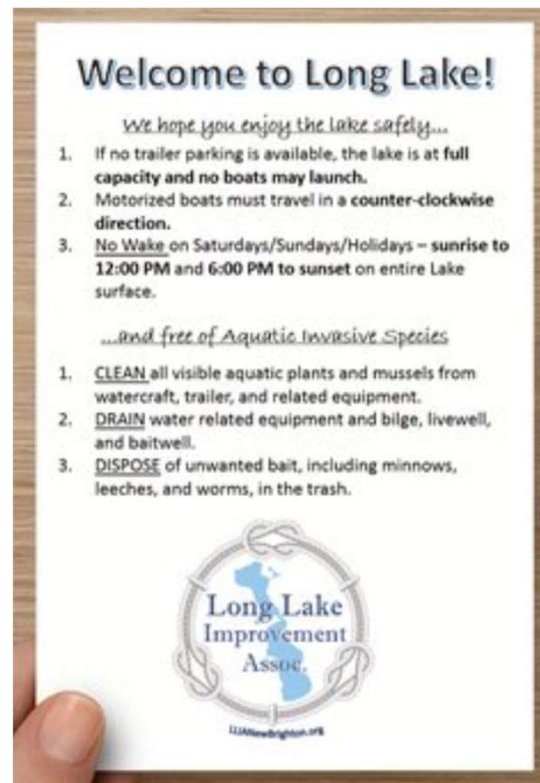 Welcome to Long Lake!
We hope you enjoy the lake safely...
1. If no trailer parking is available, the lake is at full
capacity and no boats may launch.
2. Motorized boats must travel in a counter-clockwise
direction.
3. No Wake on Saturdays/Sundays/Holidays – sunrise to
12:00 PM and 6:00 PM to sunset on entire Lake
surface.
...and free of Aquatic Invasive Species
1. CLEAN all visible aquatic plants and mussels from
watercraft, trailer, and related equipment.
2. DRAIN water related equipment and bilge, livewell,
and baitwell.
3. DISPOSE of unwanted bait, including minnows,
leeches, and worms, in the trash.
Long Lake
Improvement
Assoc.
LLIANewBrighton.org